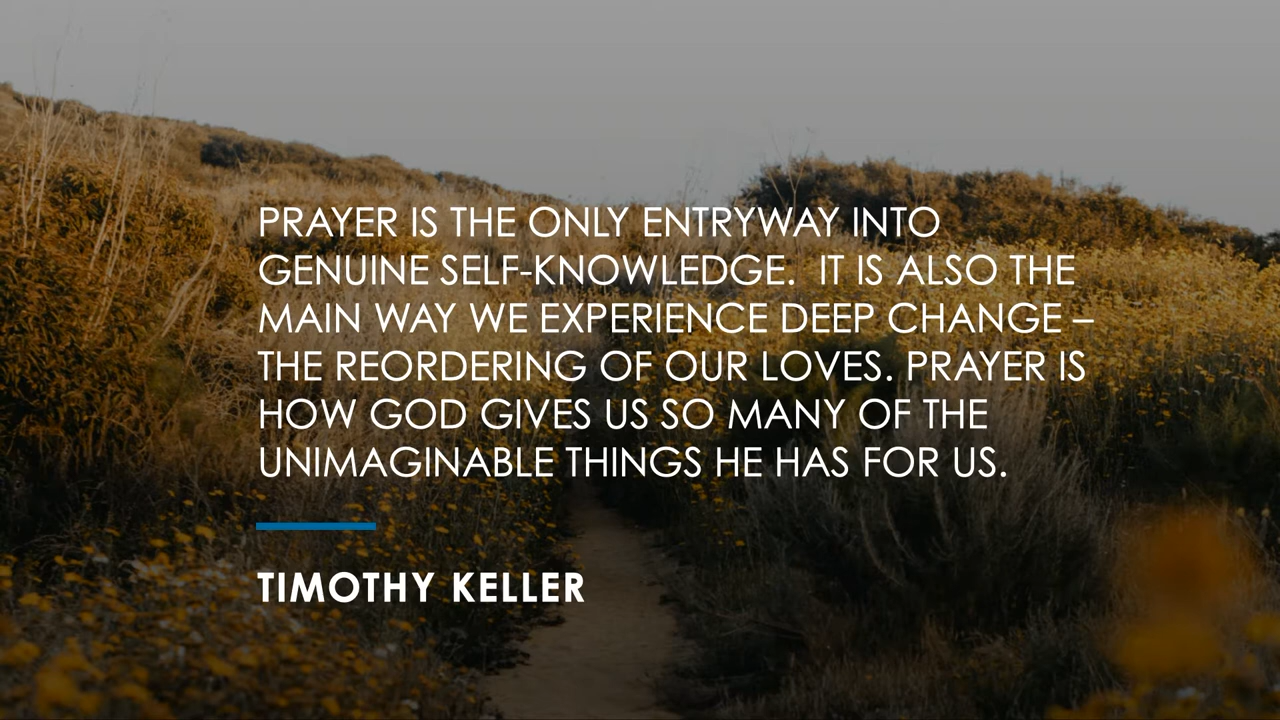 PRAYER IS THE ONLY ENTRYWAY INTO
GENUINE SELF-KNOWLEDGE.  IT IS ALSO THE
MAIN WAY WE EXPERIENCE DEEP CHANGE –
THE REORDERING OF OUR LOVES. PRAYER IS
HOW GOD GIVES US SO MANY OF THE
UNIMAGINABLE THINGS HE HAS FOR US.
TIMOTHY KELLER